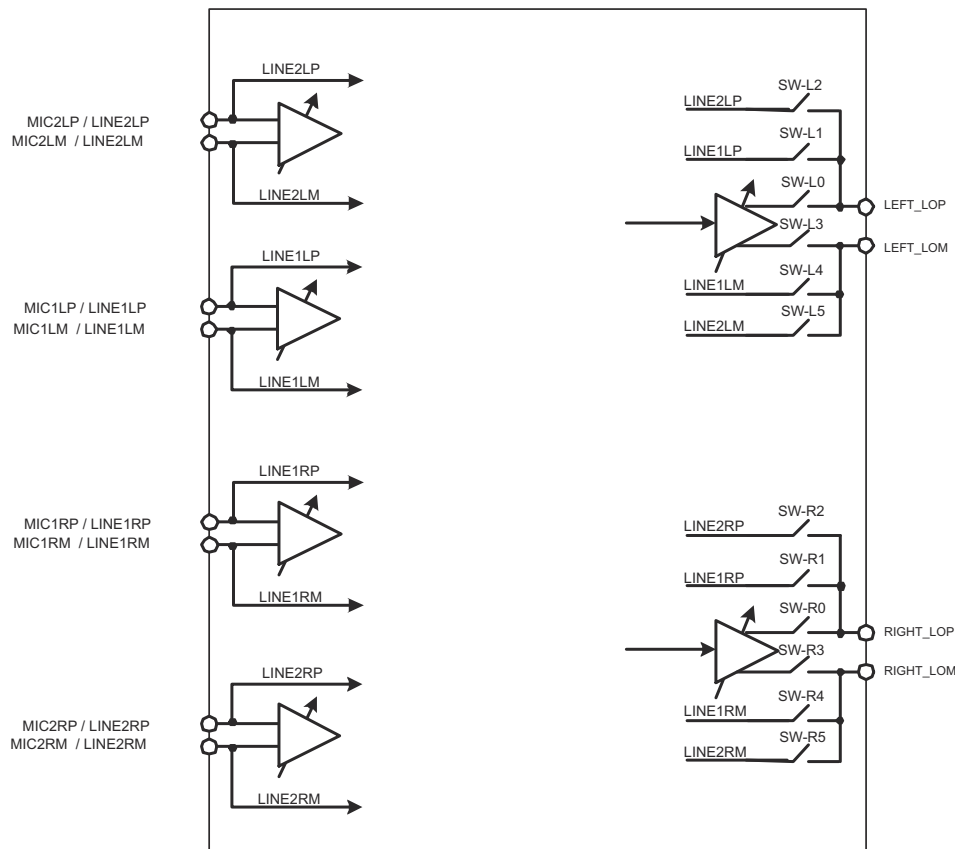 LINE2LP
MIC2LP / LINE2LP
MIC2LM / LINE2LM
LINE2LM
LINE1LP
MIC1LP / LINE1LP
MIC1LM / LINE1LM
LINE1LM
LINE1RP
MIC1RP / LINE1RP
MIC1RM / LINE1RM
LINE1RM
LINE2RP
MIC2RP / LINE2RP
MIC2RM / LINE2RM
LINE2RM
SW-L2
LINE2LP
SW-L1
LINE1LP
SW-L0
LEFT_LOP
SW-L3
LEFT_LOM
SW-L4
LINE1LM
SW-L5
LINE2LM
SW-R2
LINE2RP
SW-R1
LINE1RP
SW-R0
RIGHT_LOP
SW-R3
RIGHT_LOM
SW-R4
LINE1RM
SW-R5
LINE2RM